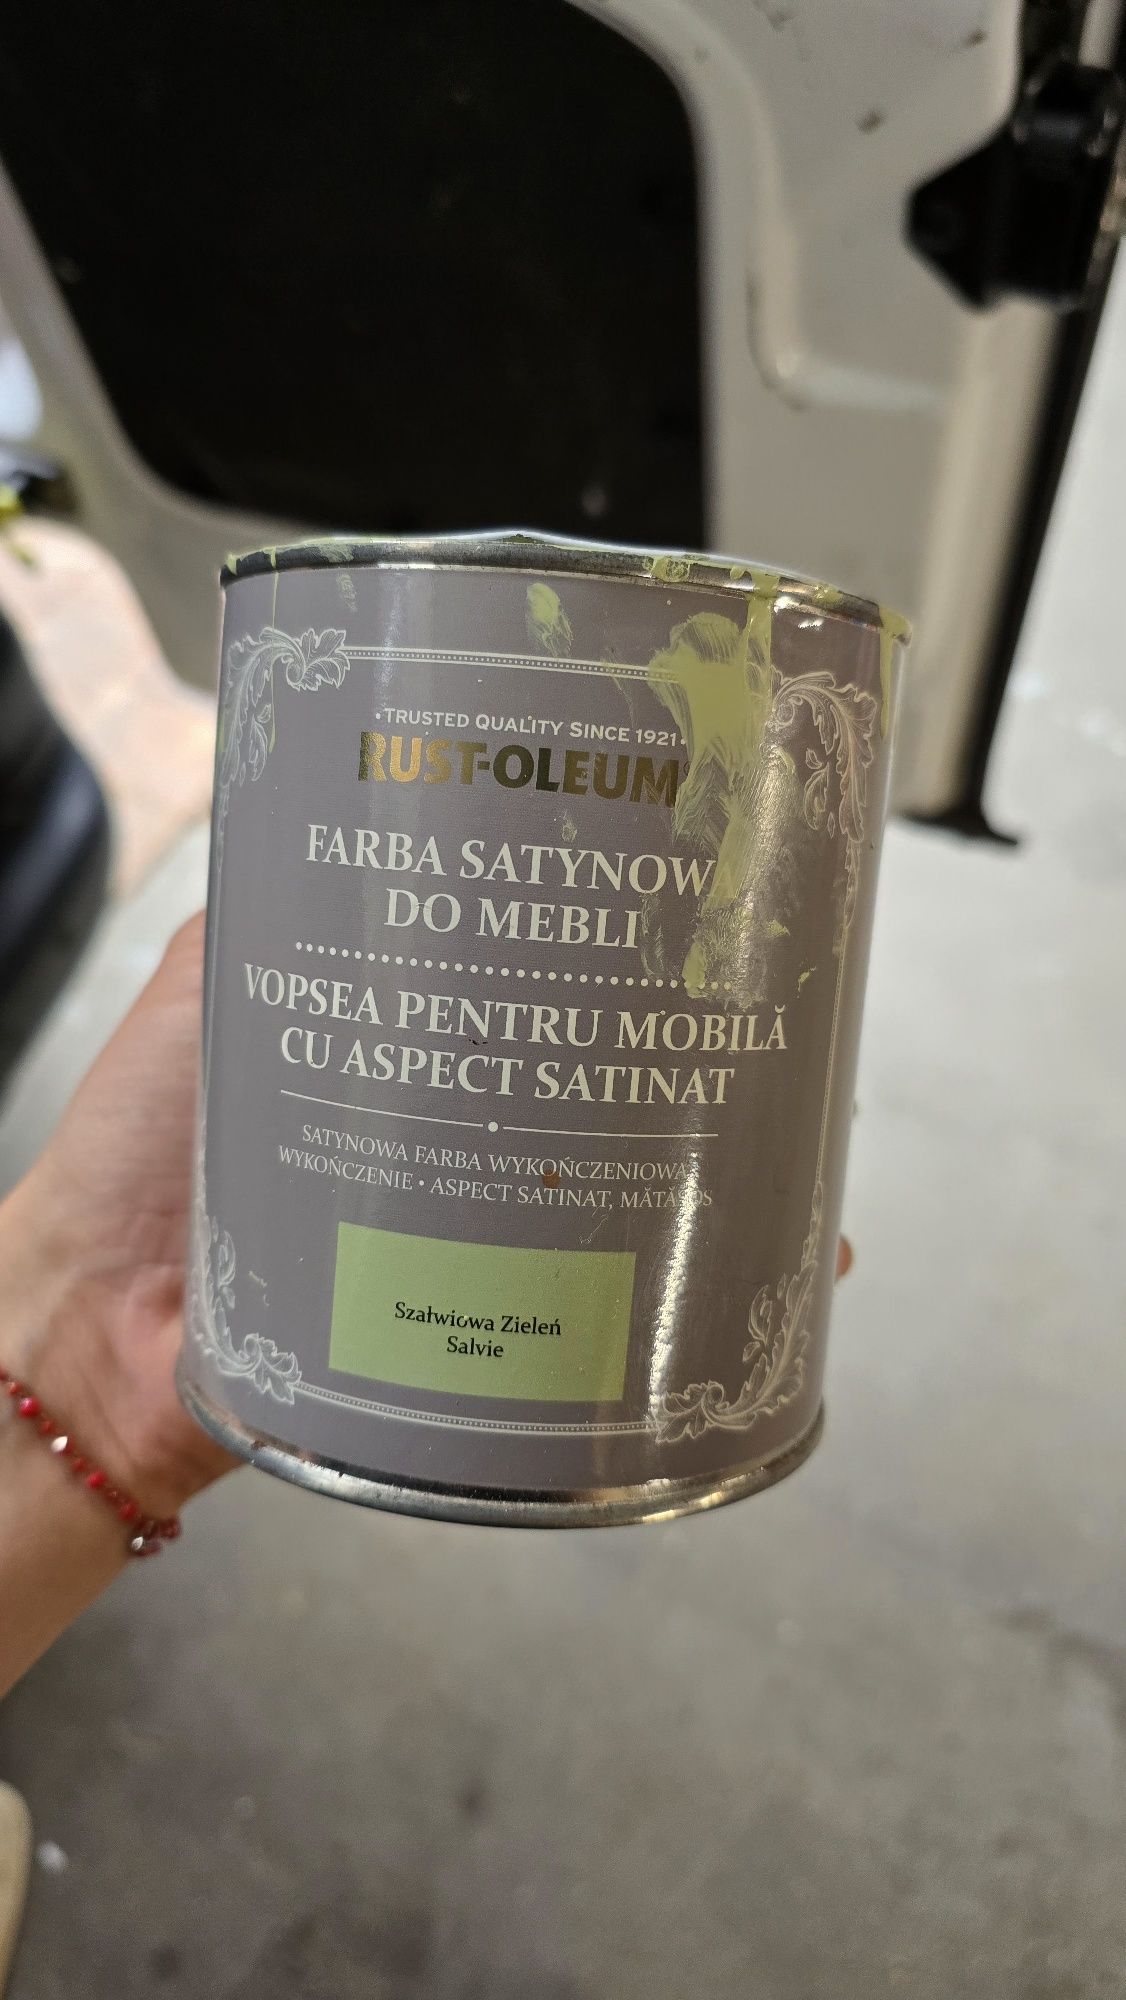 •TRUSTED QUALITY SINCE 1921•
RUST-OLEUM®
FARBA SATYNOWA
DO MEBLI
VOPSEA PENTRU MOBILĂ
CU ASPECT SATINAT
SATYNOWA FARBA WYKOŃCZENIOWA
WYKOŃCZENIE • ASPECT SATINAT, MĂTĂSOS
Szałwiowa Zieleń
Salvie